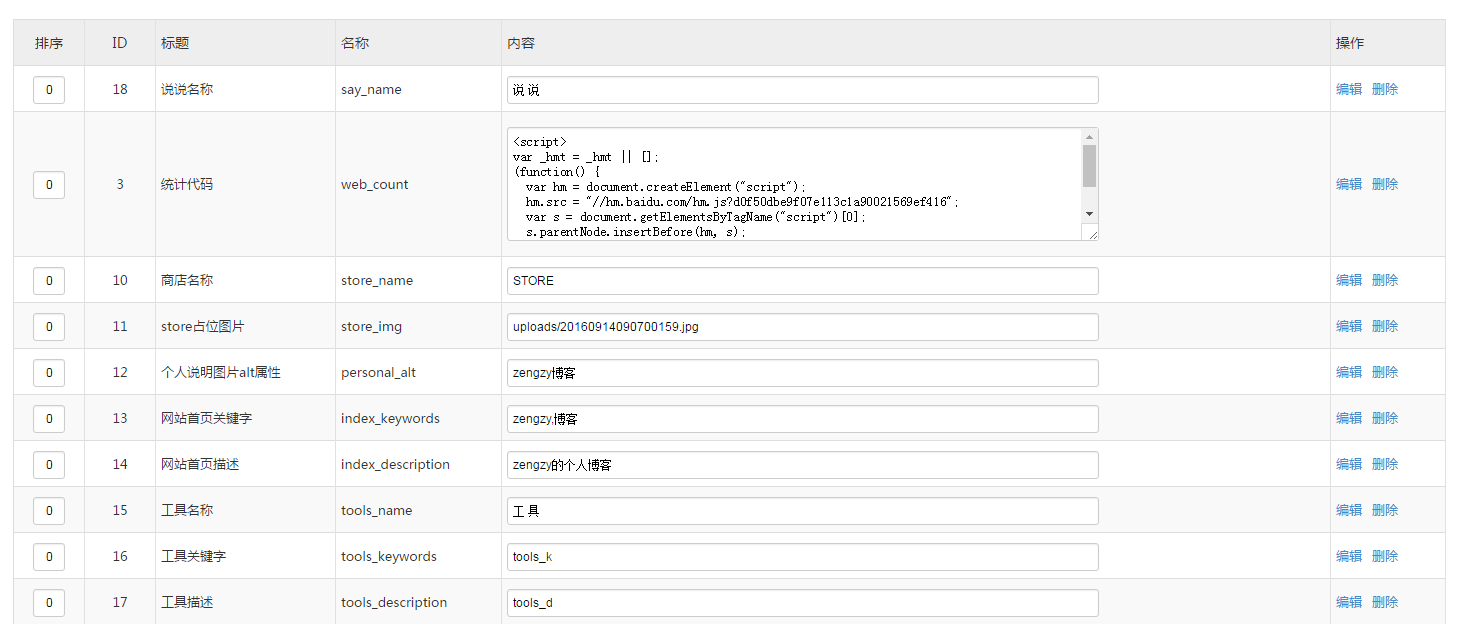 排序 ID 标题 名称 内容 操作
0 18 说说名称 say_name 说 说 编辑 删除
<script>
var _hmt = _hmt || [];
(function() {
0 3 统计代码 web_count var hm = document.createElement("script"); 编辑 删除
hm.src = "//hm.baidu.com/hm.js?d0f50dbe9f07e113c1a90021569ef416";
var s = document.getElementsByTagName("script")[0];
s.parentNode.insertBefore(hm, s);
0 10 商店名称 store_name STORE 编辑 删除
0 11 store占位图片 store_img uploads/20160914090700159.jpg 编辑 删除
0 12 个人说明图片alt属性 personal_alt zengzy博客 编辑 删除
0 13 网站首页关键字 index_keywords zengzy,博客 编辑 删除
0 14 网站首页描述 index_description zengzy的个人博客 编辑 删除
0 15 工具名称 tools_name 工 具 编辑 删除
0 16 工具关键字 tools_keywords tools_k 编辑 删除
0 17 工具描述 tools_description tools_d 编辑 删除